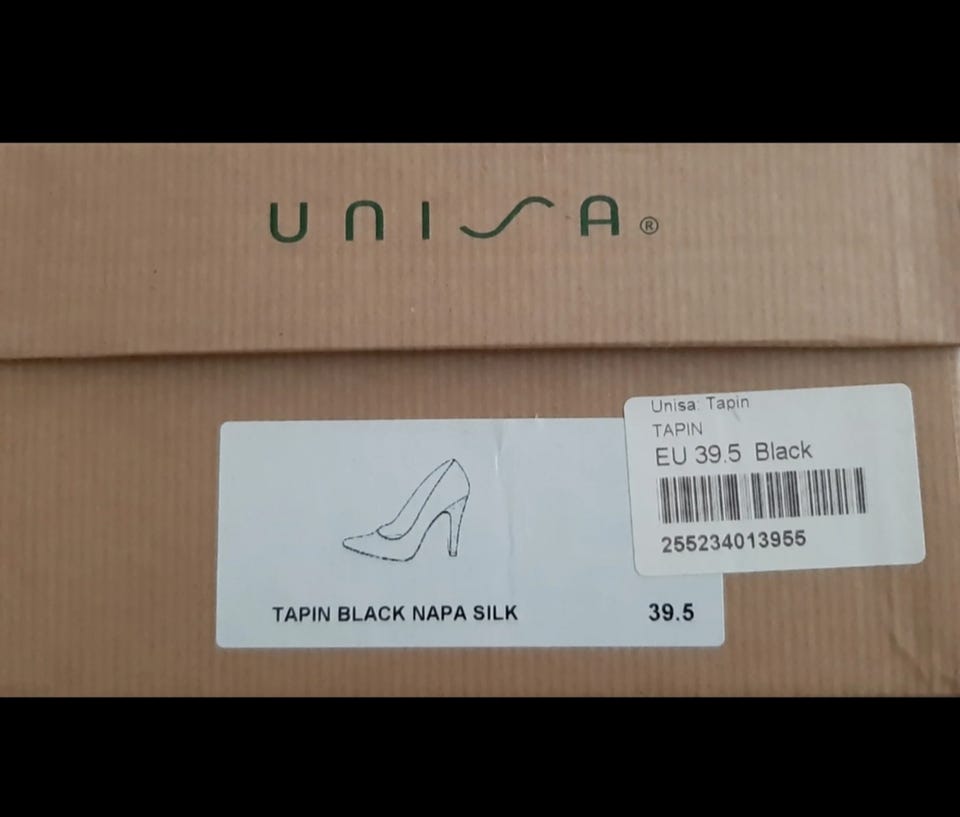 UNISA®
Unisa: Tapin
TAPIN
EU 39.5 Black
255234013955
TAPIN BLACK NAPA SILK 39.5